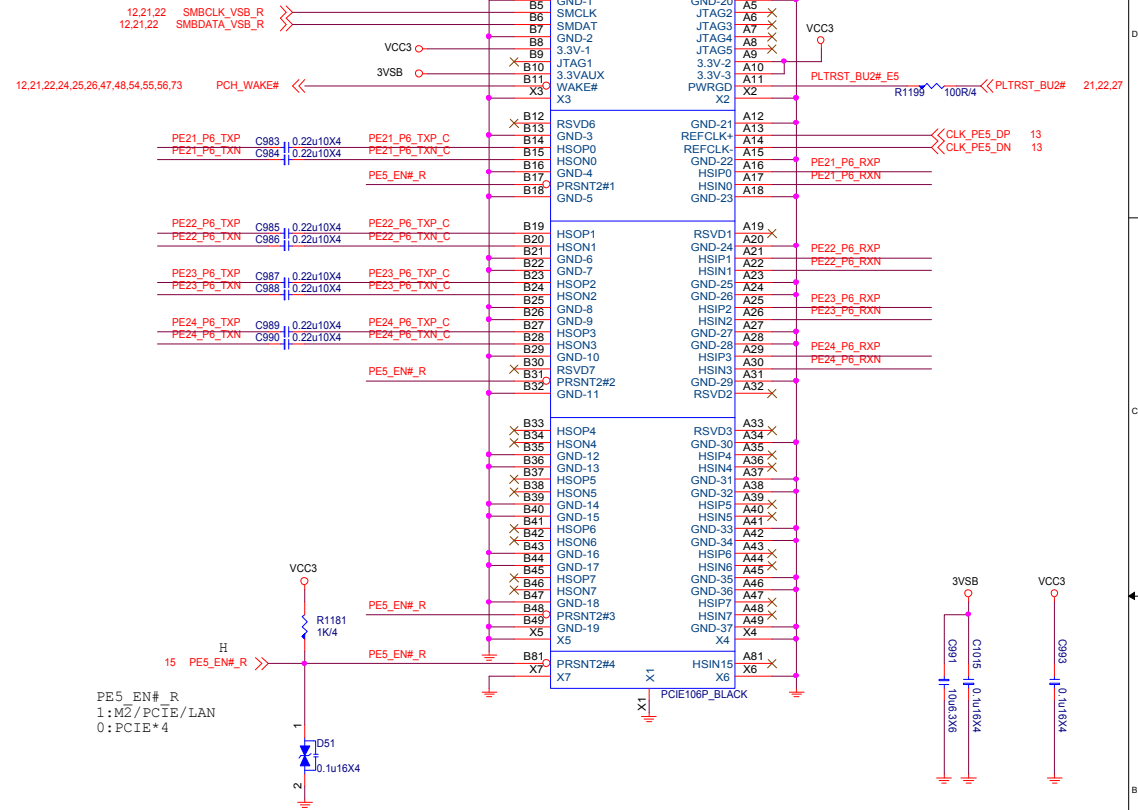 GND-1 GND-20
12,21,22 SMBCLK_VSB_R B5 SMCLK JTAG2 A5
12,21,22 SMBDATA_VSB_R B6 SMDAT JTAG3 A6
B7 GND-2 JTAG4 A7
VCC3 B8 3.3V-1 JTAG5 A8 VCC3
B9 JTAG1 3.3V-2 A9
3VSB B10 3.3VAUX 3.3V-3 A10
12,21,22,24,25,26,47,48,54,55,56,73 PCH_WAKE# B11 WAKE# PWRGD A11 PLTRST_BU2#_E5 R1199 100R/4 PLTRST_BU2# 21,22,27
X3 X3 X2 X2
B12 RSVD6 GND-21 A12
B13 GND-3 REFCLK+ A13 CLK_PE5_DP 13
PE21_P6_TXP C983 0.22u10X4 PE21_P6_TXP_C B14 HSOP0 REFCLK- A14 CLK_PE5_DN 13
PE21_P6_TXN C984 0.22u10X4 PE21_P6_TXN_C B15 HSON0 GND-22 A15
B16 GND-4 HSIP0 A16 PE21_P6_RXP
PE5_EN#_R B17 PRSNT2#1 HSIN0 A17 PE21_P6_RXN
B18 GND-5 GND-23 A18
PE22_P6_TXP C985 0.22u10X4 PE22_P6_TXP_C B19 HSOP1 RSVD1 A19
PE22_P6_TXN C986 0.22u10X4 PE22_P6_TXN_C B20 HSON1 GND-24 A20
B21 GND-6 HSIP1 A21 PE22_P6_RXP
B22 GND-7 HSIN1 A22 PE22_P6_RXN
PE23_P6_TXP C987 0.22u10X4 PE23_P6_TXP_C B23 HSOP2 GND-25 A23
PE23_P6_TXN C988 0.22u10X4 PE23_P6_TXN_C B24 HSON2 GND-26 A24
B25 GND-8 HSIP2 A25 PE23_P6_RXP
B26 GND-9 HSIN2 A26 PE23_P6_RXN
PE24_P6_TXP C989 0.22u10X4 PE24_P6_TXP_C B27 HSOP3 GND-27 A27
PE24_P6_TXN C990 0.22u10X4 PE24_P6_TXN_C B28 HSON3 GND-28 A28
B29 GND-10 HSIP3 A29 PE24_P6_RXP
B30 RSVD7 HSIN3 A30 PE24_P6_RXN
PE5_EN#_R B31 PRSNT2#2 GND-29 A31
B32 GND-11 RSVD2 A32
B33 HSOP4 RSVD3 A33
B34 HSON4 GND-30 A34
B35 GND-12 HSIP4 A35
B36 GND-13 HSIN4 A36
B37 HSOP5 GND-31 A37
B38 HSON5 GND-32 A38
B39 GND-14 HSIP5 A39
B40 GND-15 HSIN5 A40
B41 HSOP6 GND-33 A41
B42 HSON6 GND-34 A42
B43 GND-16 HSIP6 A43
B44 GND-17 HSIN6 A44
B45 HSOP7 GND-35 A45
B46 HSON7 GND-36 A46
B47 GND-18 HSIP7 A47
PE5_EN#_R B48 PRSNT2#3 HSIN7 A48
B49 GND-19 GND-37 A49
X5 X5 X4 X4
PE5_EN#_R B81 PRSNT2#4 HSIN15 A81
X7 X7 X1 X6 X6
X1 PCIE106P_BLACK
VCC3
R1181
1K/4
H
15 PE5_EN#_R
PE5_EN#_R
1:M2/PCIE/LAN
0:PCIE*4
1
D51
0.1u16X4
2
3VSB VCC3
C991 10u6.3X6
C1015 0.1u16X4
C993 0.1u16X4
D
C
B